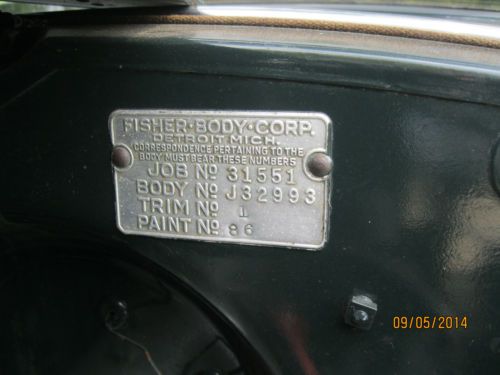 FISHER·BODY·CORP.
DETROIT MICH.
CORRESPONDENCE PERTAINING TO THE
BODY MUST BEAR THESE NUMBERS
JOB Nº 31551
BODY Nº J32993
TRIM Nº 1
PAINT Nº 26
09/05/2014